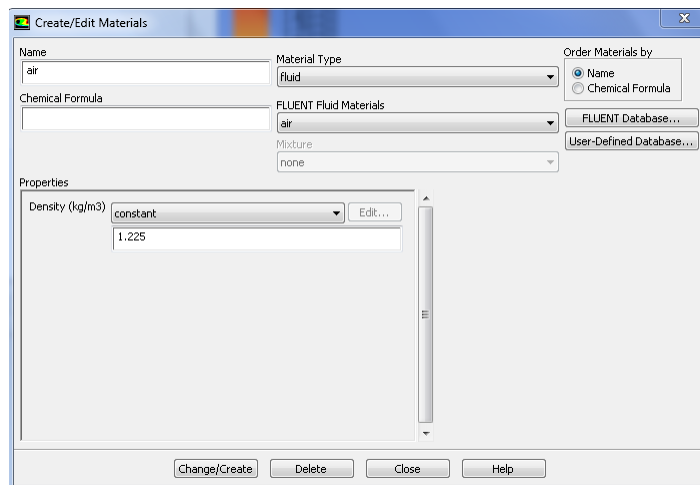 Create/Edit Materials
X
Name
air
Material Type
fluid
Order Materials by
Name
Chemical Formula
Chemical Formula
FLUENT Fluid Materials
air
FLUENT Database...
Mixture
none
User-Defined Database...
Properties
Density (kg/m3)
constant
Edit...
1.225
Change/Create
Delete
Close
Help